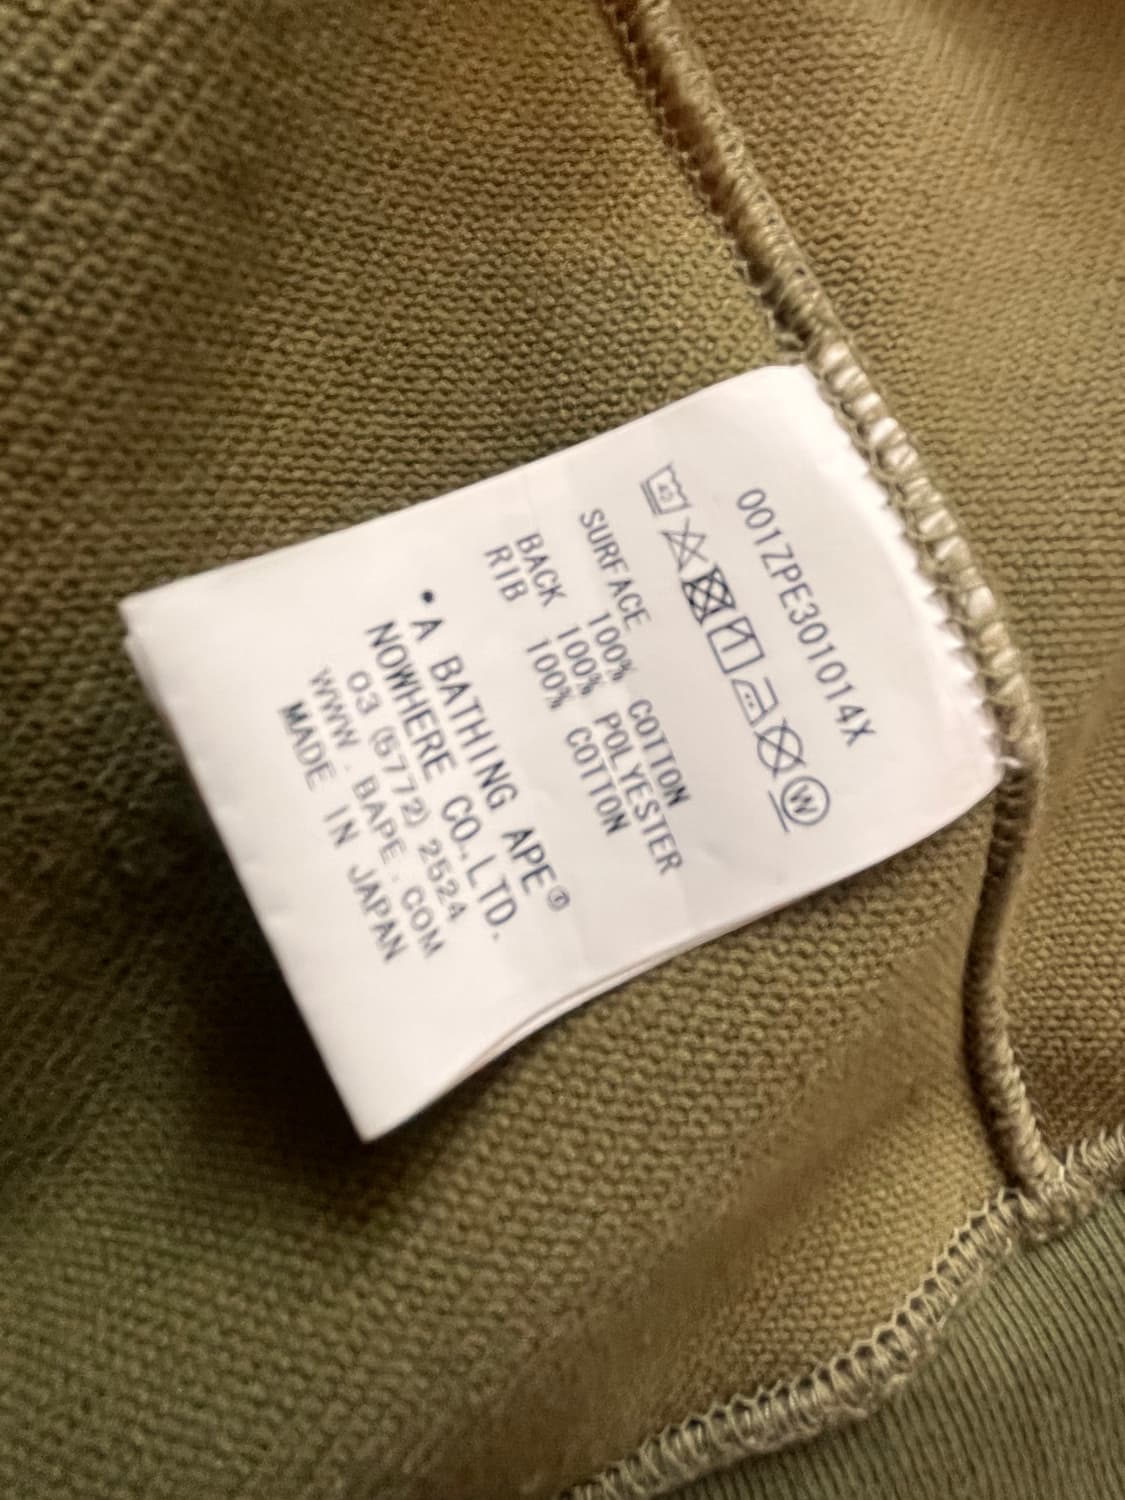 001ZPE301014X
40
W
SURFACE 100% COTTON
BACK 100% POLYESTER
RIB 100% COTTON
•A BATHING APE®
NOWHERE CO.,LTD.
03 (5772) 2524
WWW.BAPE.COM
MADE IN JAPAN